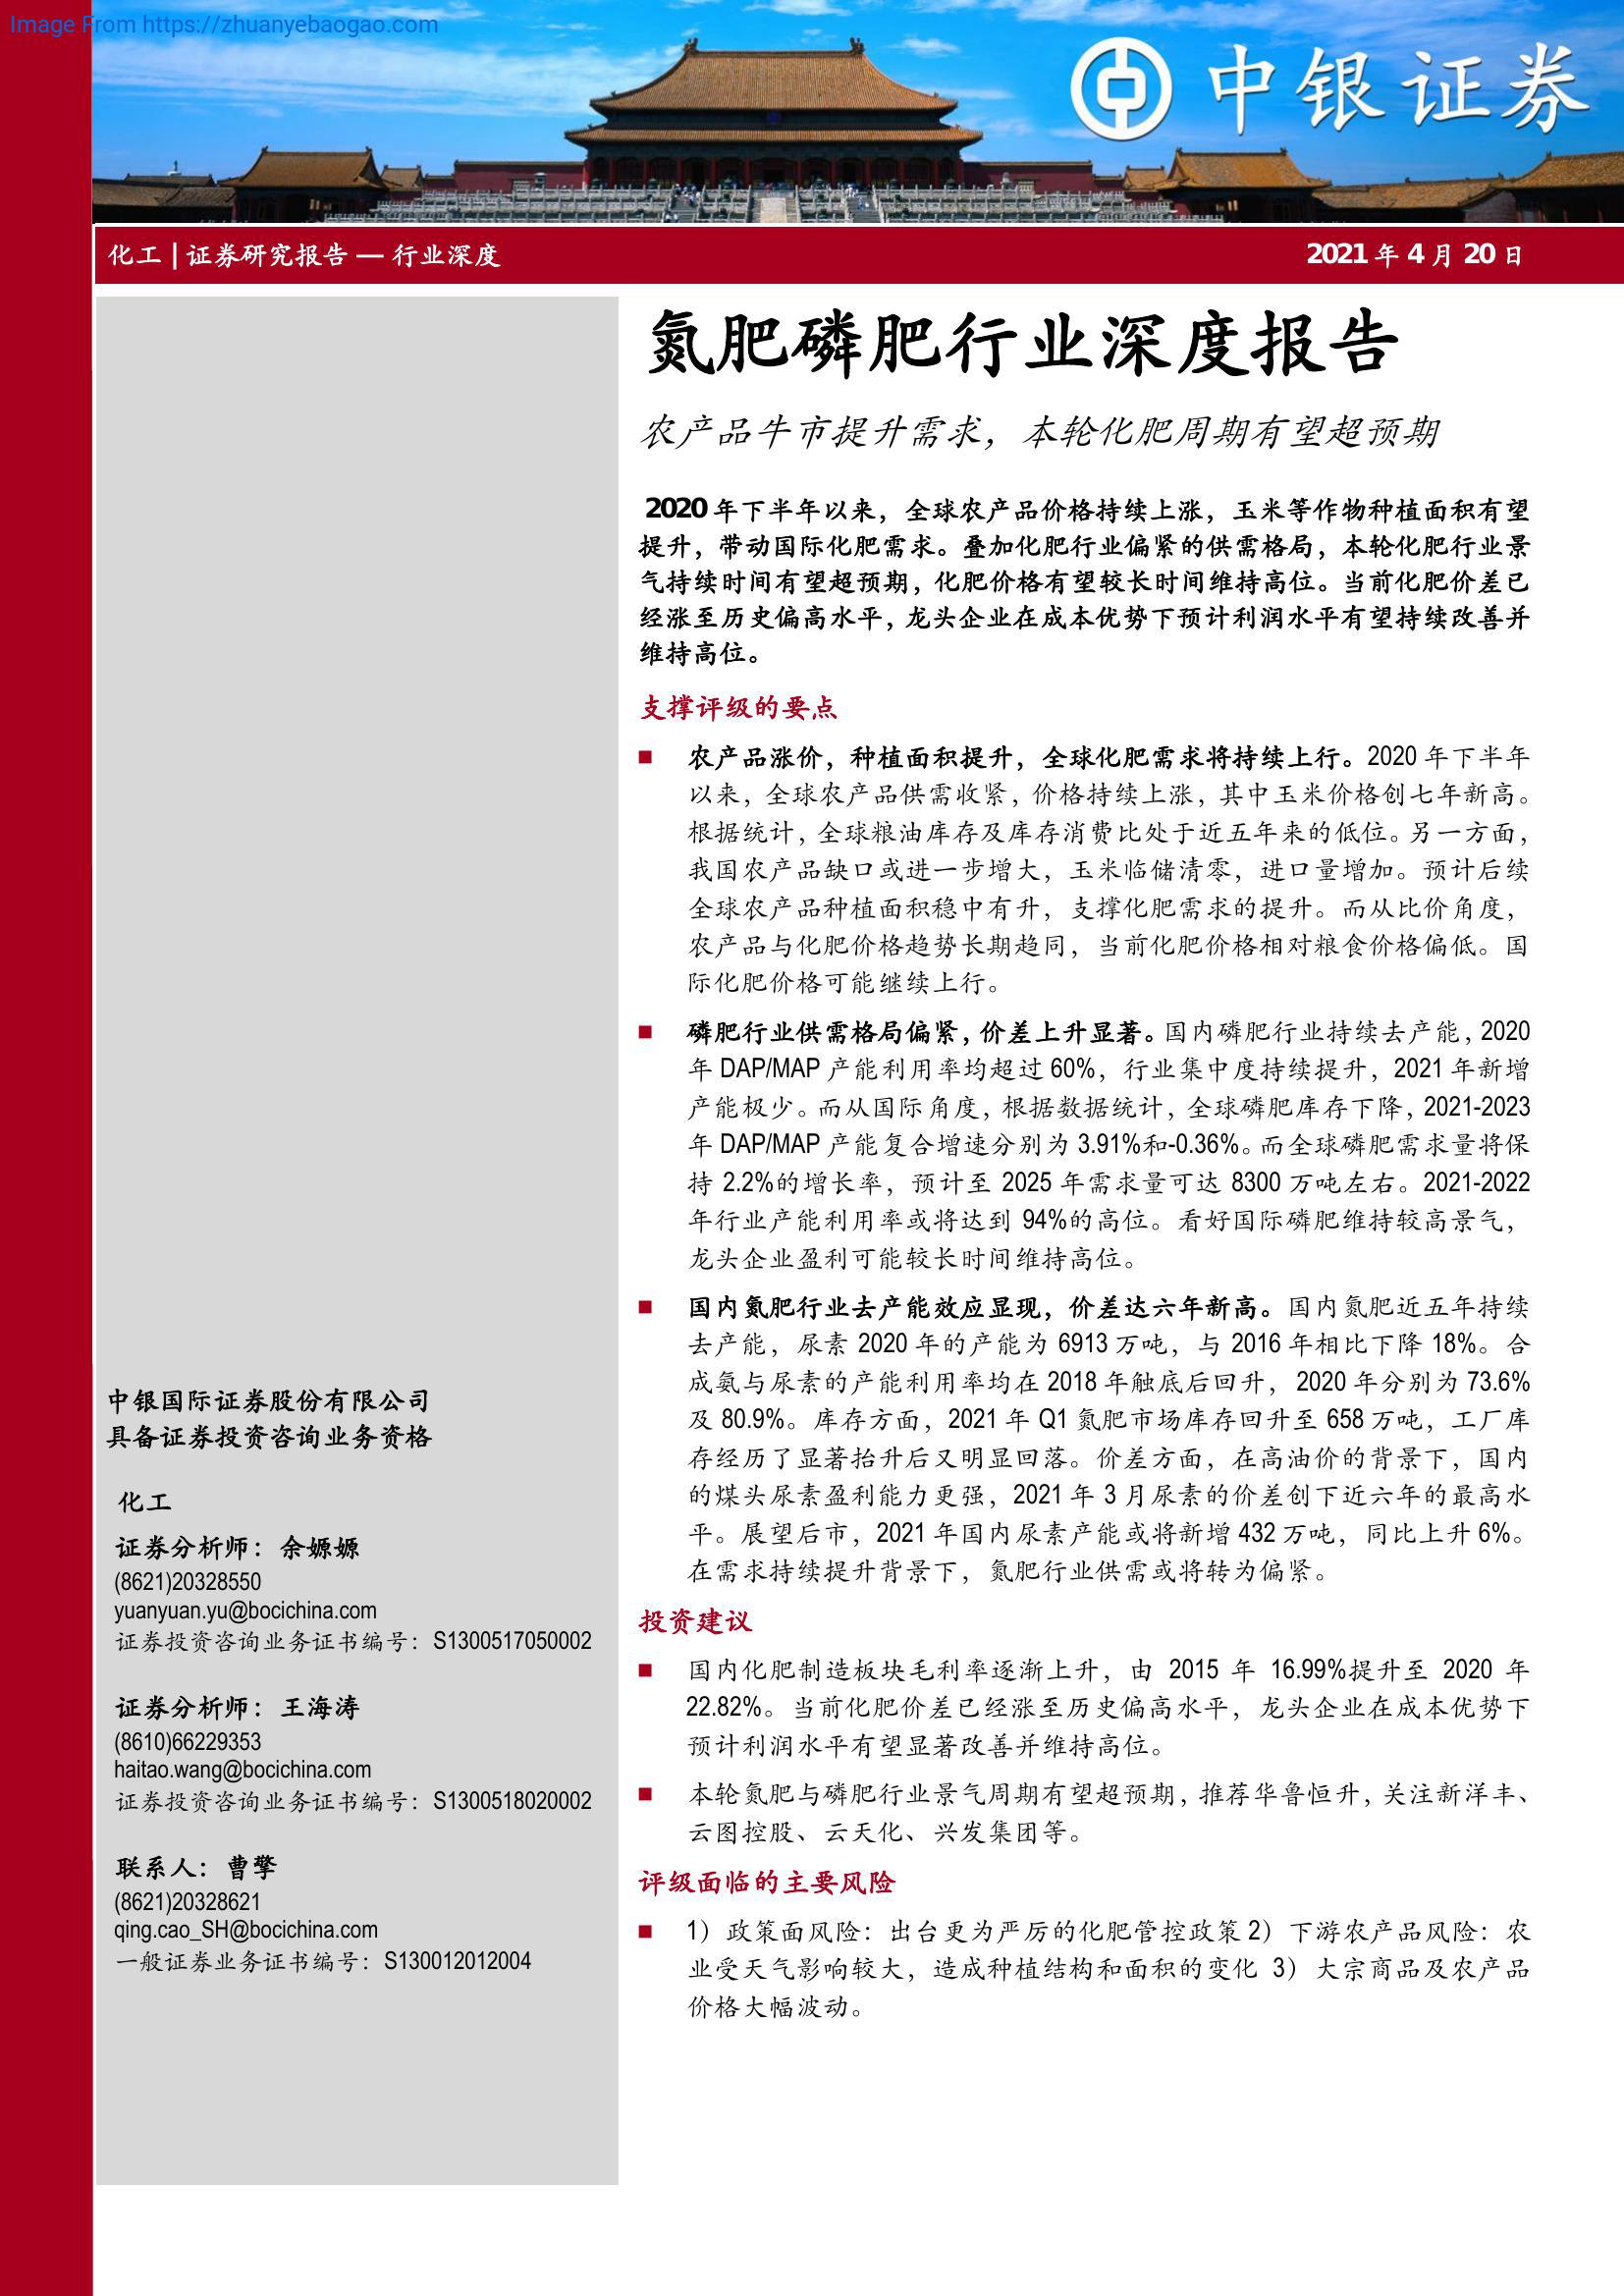 Image From https://zhuanyebaogao.com
中银证券
化工 | 证券研究报告 — 行业深度
2021 年 4 月 20 日
氮肥磷肥行业深度报告
农产品牛市提升需求，本轮化肥周期有望超预期
2020 年下半年以来，全球农产品价格持续上涨，玉米等作物种植面积有望
提升，带动国际化肥需求。叠加化肥行业偏紧的供需格局，本轮化肥行业景
气持续时间有望超预期，化肥价格有望较长时间维持高位。当前化肥价差已
经涨至历史偏高水平，龙头企业在成本优势下预计利润水平有望持续改善并
维持高位。
支撑评级的要点
■ 农产品涨价，种植面积提升，全球化肥需求将持续上行。2020 年下半年
以来，全球农产品供需收紧，价格持续上涨，其中玉米价格创七年新高。
根据统计，全球粮油库存及库存消费比处于近五年来的低位。另一方面，
我国农产品缺口或进一步增大，玉米临储清零，进口量增加。预计后续
全球农产品种植面积稳中有升，支撑化肥需求的提升。而从比价角度，
农产品与化肥价格趋势长期趋同，当前化肥价格相对粮食价格偏低。国
际化肥价格可能继续上行。
■ 磷肥行业供需格局偏紧，价差上升显著。国内磷肥行业持续去产能，2020
年 DAP/MAP 产能利用率均超过 60%，行业集中度持续提升，2021 年新增
产能极少。而从国际角度，根据数据统计，全球磷肥库存下降，2021-2023
年 DAP/MAP 产能复合增速分别为 3.91%和-0.36%。而全球磷肥需求量将保
持 2.2%的增长率，预计至 2025 年需求量可达 8300 万吨左右。2021-2022
年行业产能利用率或将达到 94%的高位。看好国际磷肥维持较高景气，
龙头企业盈利可能较长时间维持高位。
■ 国内氮肥行业去产能效应显现，价差达六年新高。国内氮肥近五年持续
去产能，尿素 2020 年的产能为 6913 万吨，与 2016 年相比下降 18%。合
成氨与尿素的产能利用率均在 2018 年触底后回升，2020 年分别为 73.6%
及 80.9%。库存方面，2021 年 Q1 氮肥市场库存回升至 658 万吨，工厂库
存经历了显著抬升后又明显回落。价差方面，在高油价的背景下，国内
的煤头尿素盈利能力更强，2021 年 3 月尿素的价差创下近六年的最高水
平。展望后市，2021 年国内尿素产能或将新增 432 万吨，同比上升 6%。
在需求持续提升背景下，氮肥行业供需或将转为偏紧。
投资建议
■ 国内化肥制造板块毛利率逐渐上升，由 2015 年 16.99%提升至 2020 年
22.82%。当前化肥价差已经涨至历史偏高水平，龙头企业在成本优势下
预计利润水平有望显著改善并维持高位。
■ 本轮氮肥与磷肥行业景气周期有望超预期，推荐华鲁恒升，关注新洋丰、
云图控股、云天化、兴发集团等。
评级面临的主要风险
■ 1）政策面风险：出台更为严厉的化肥管控政策 2）下游农产品风险：农
业受天气影响较大，造成种植结构和面积的变化 3）大宗商品及农产品
价格大幅波动。
中银国际证券股份有限公司
具备证券投资咨询业务资格
化工
证券分析师：余嫄嫄
(8621)20328550
yuanyuan.yu@bocichina.com
证券投资咨询业务证书编号：S1300517050002
证券分析师：王海涛
(8610)66229353
haitao.wang@bocichina.com
证券投资咨询业务证书编号：S1300518020002
联系人：曹擎
(8621)20328621
qing.cao_SH@bocichina.com
一般证券业务证书编号：S130012012004